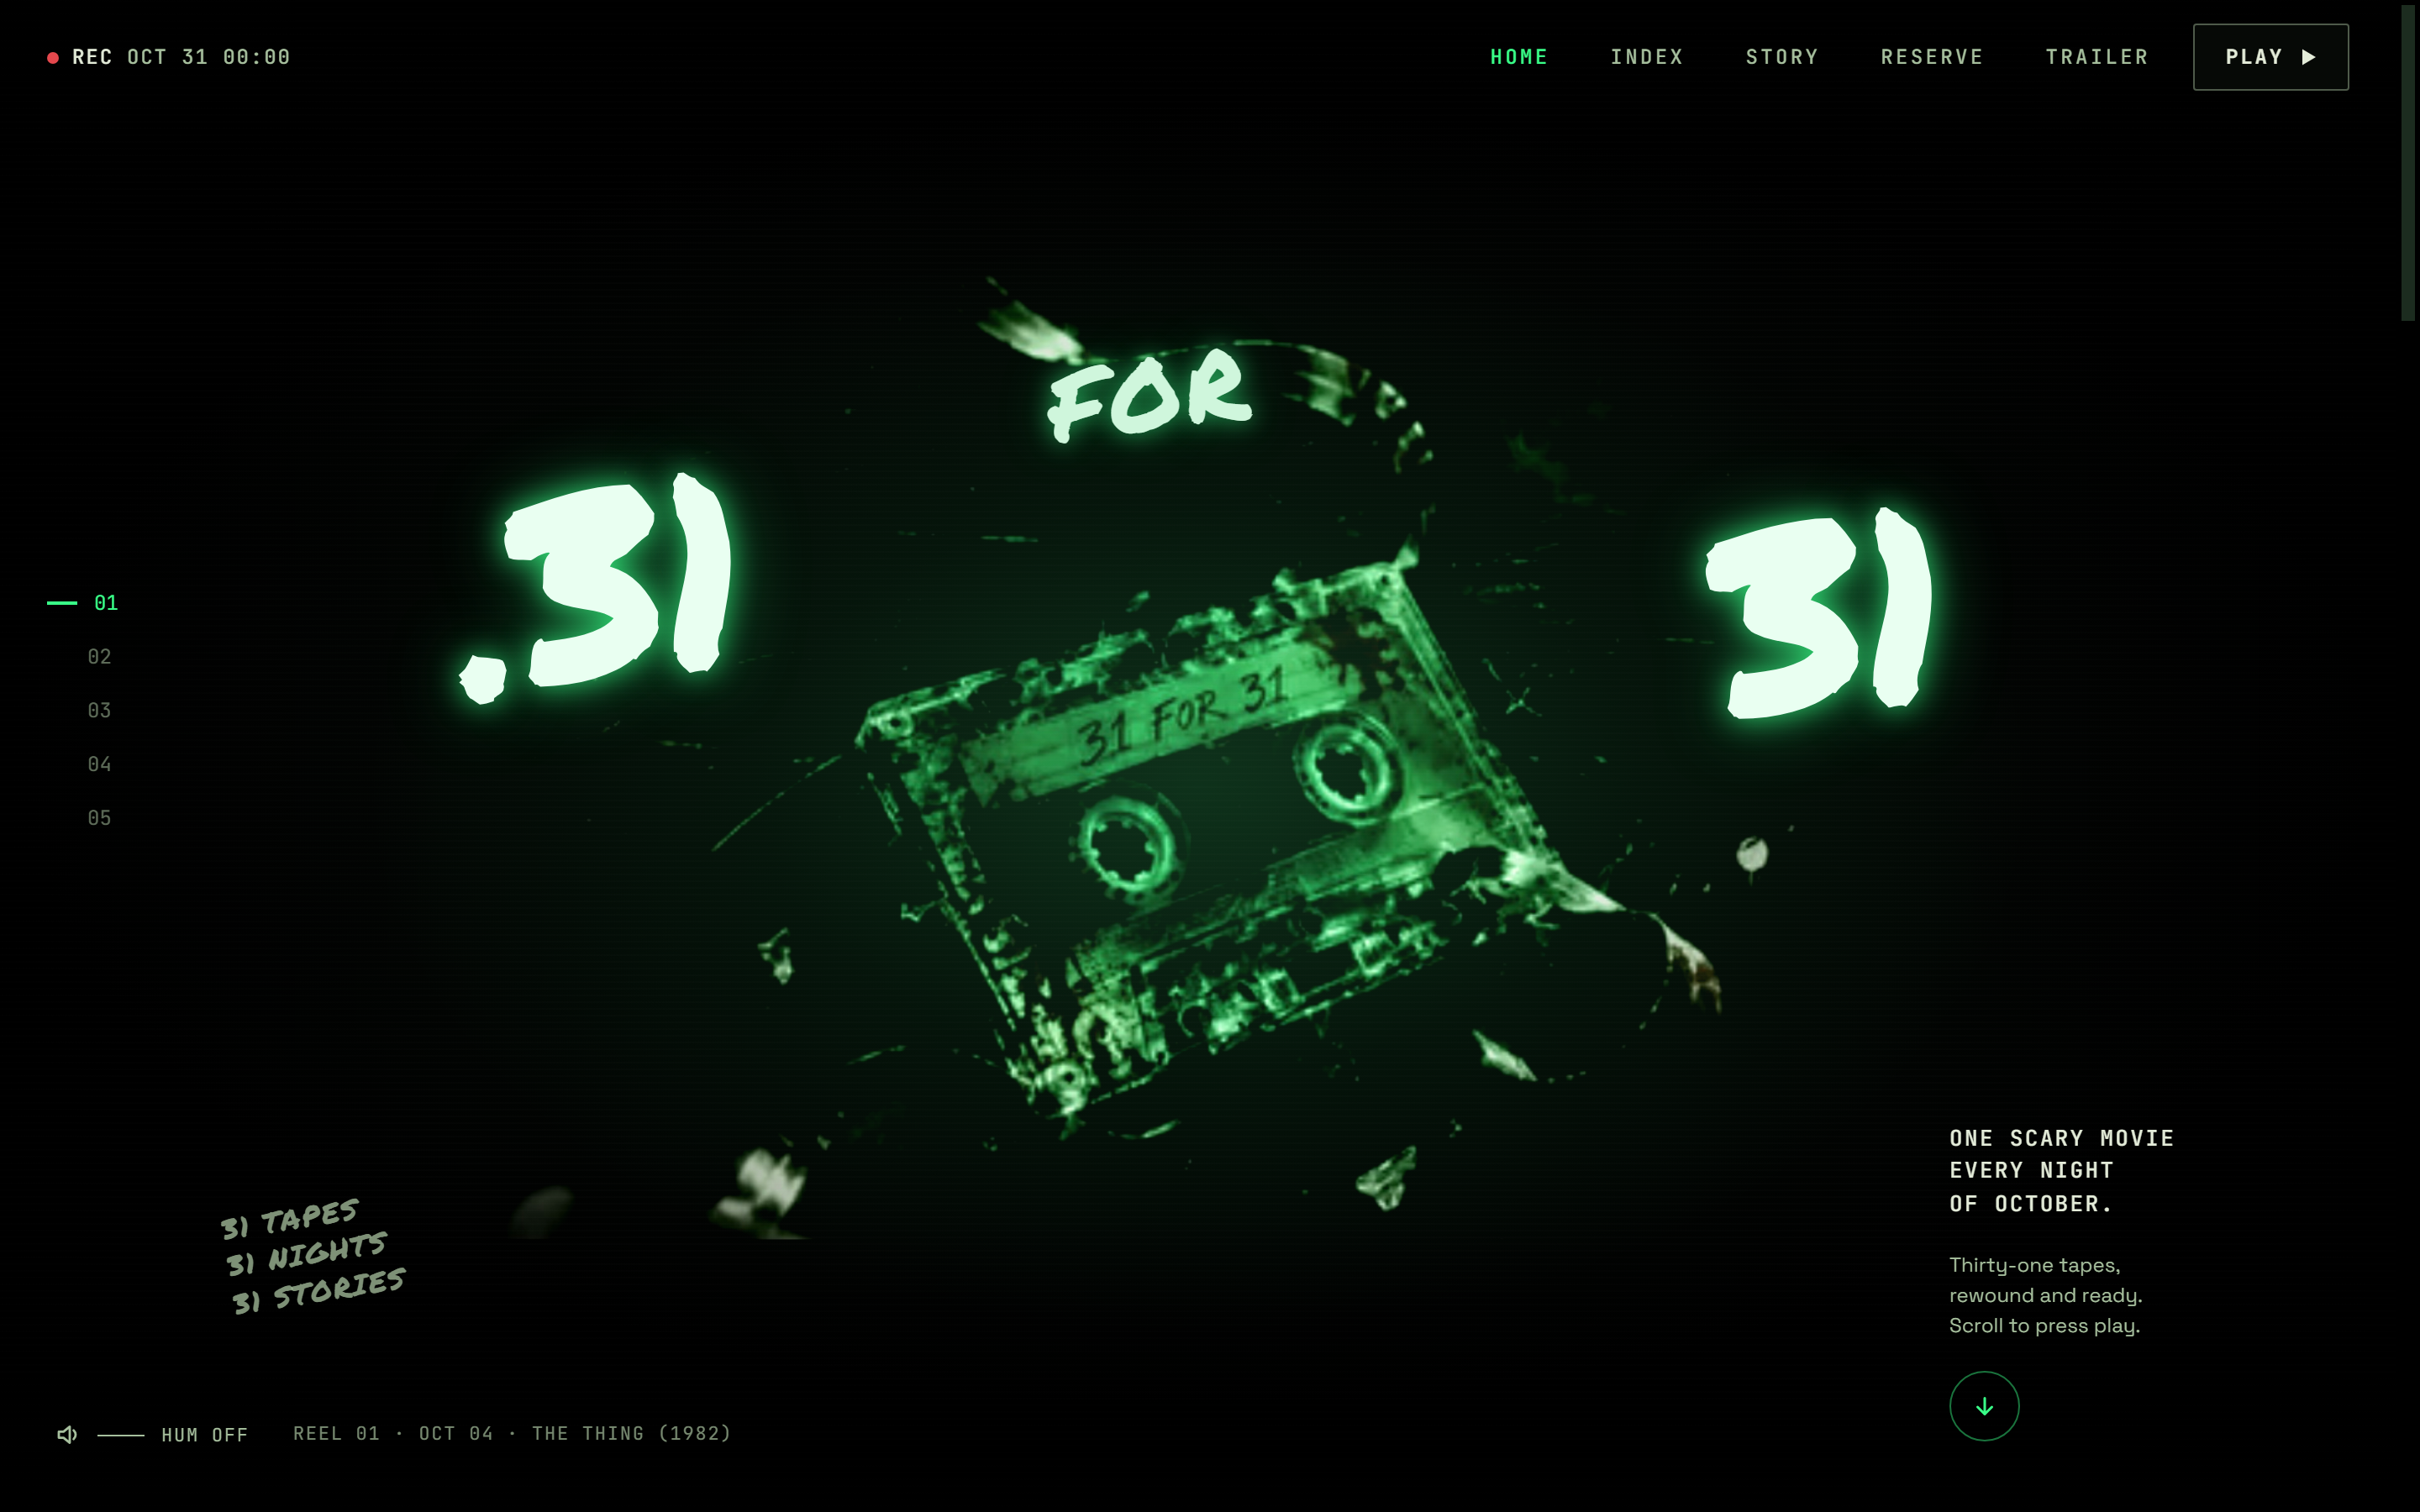 REC OCT 31 00:00
HOME INDEX STORY RESERVE TRAILER PLAY
FOR
.31
31
31 FOR 31
01
02
03
04
05
31 TAPES
31 NIGHTS
31 STORIES
ONE SCARY MOVIE
EVERY NIGHT
OF OCTOBER.
Thirty-one tapes,
rewound and ready.
Scroll to press play.
HUM OFF
REEL 01 · OCT 04 · THE THING (1982)